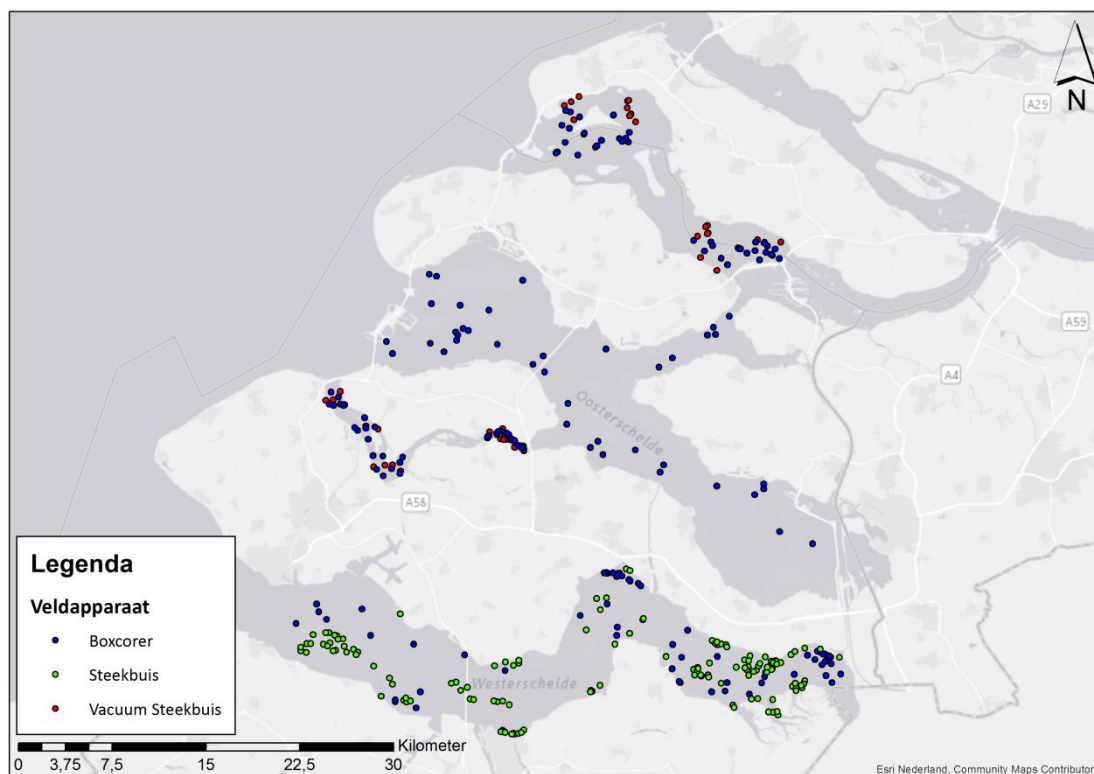 N
A29
A59
A4
Oosterschelde
A58
Westerschelde
Legenda
Veldapparaat
Boxcorer
Steekbuis
Vacuum Steekbuis
Kilometer
0 3,75 7,5 15 22,5 30
Esri Nederland, Community Maps Contributor